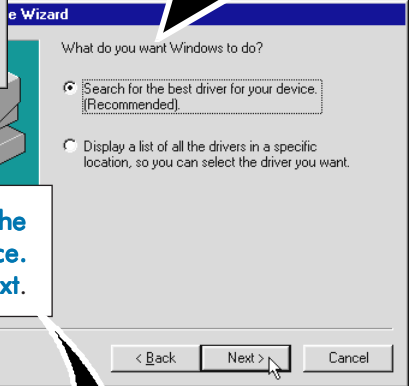 e Wizard
What do you want Windows to do?
Search for the best driver for your device.
(Recommended).
Display a list of all the drivers in a specific
location, so you can select the driver you want.
he
ce.
xt.
< Back
Next >
Cancel